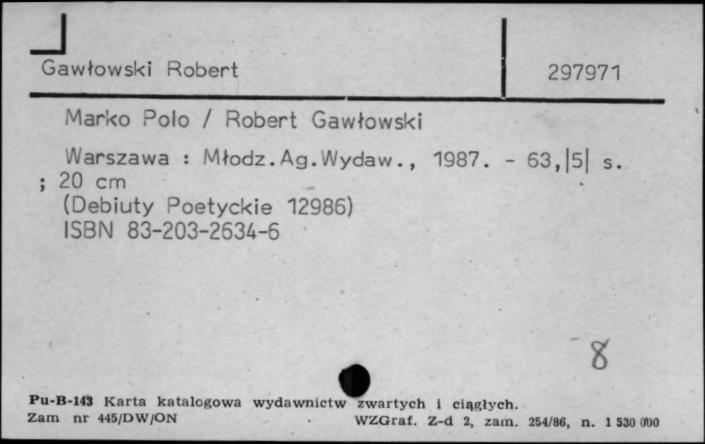 Gawłowski Robert 297971
Marko Polo / Robert Gawłowski
Warszawa : Młodz.Ag.Wydaw., 1987. - 63,|5| s.
; 20 cm
(Debiuty Poetyckie 12986)
ISBN 83-203-2634-6
8
Pu-B-143 Karta katalogowa wydawnictw zwartych i ciągłych.
Zam nr 445/DW/ON WZGraf. Z-d 2, zam. 254/86, n. 1 530 000